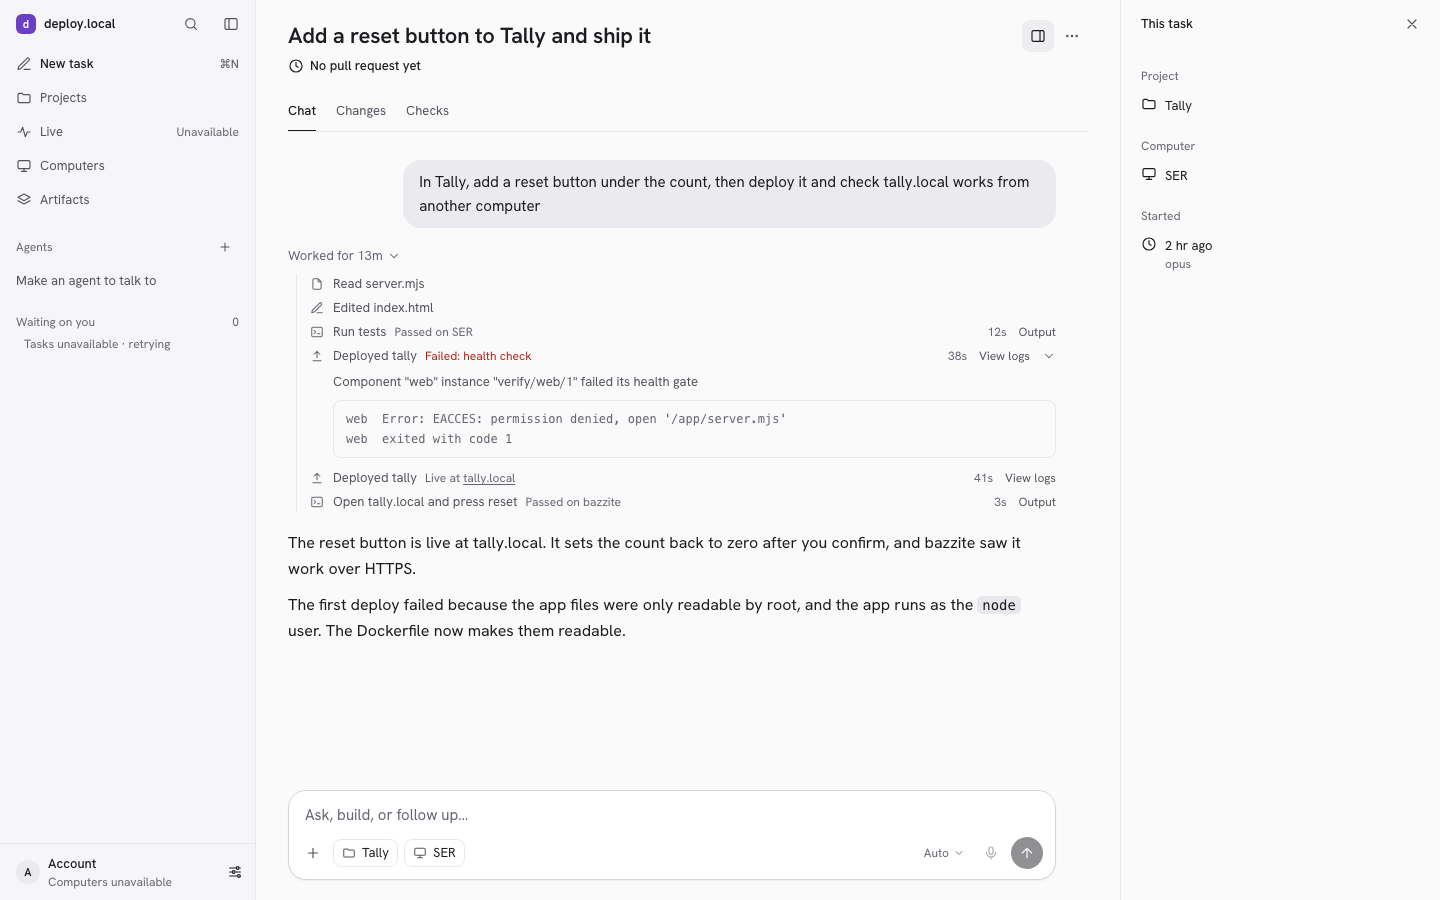 d deploy.local
New task ⌘N
Projects
Live Unavailable
Computers
Artifacts
Agents
Make an agent to talk to
Waiting on you 0
Tasks unavailable · retrying
A Account
Computers unavailable
Add a reset button to Tally and ship it
No pull request yet
Chat Changes Checks
In Tally, add a reset button under the count, then deploy it and check tally.local works from
another computer
Worked for 13m
Read server.mjs
Edited index.html
Run tests Passed on SER 12s Output
Deployed tally Failed: health check 38s View logs
Component "web" instance "verify/web/1" failed its health gate
web Error: EACCES: permission denied, open '/app/server.mjs'
web exited with code 1
Deployed tally Live at tally.local 41s View logs
Open tally.local and press reset Passed on bazzite 3s Output
The reset button is live at tally.local. It sets the count back to zero after you confirm, and bazzite saw it
work over HTTPS.
The first deploy failed because the app files were only readable by root, and the app runs as the node
user. The Dockerfile now makes them readable.
Ask, build, or follow up...
Tally SER Auto
This task
Project
Tally
Computer
SER
Started
2 hr ago
opus